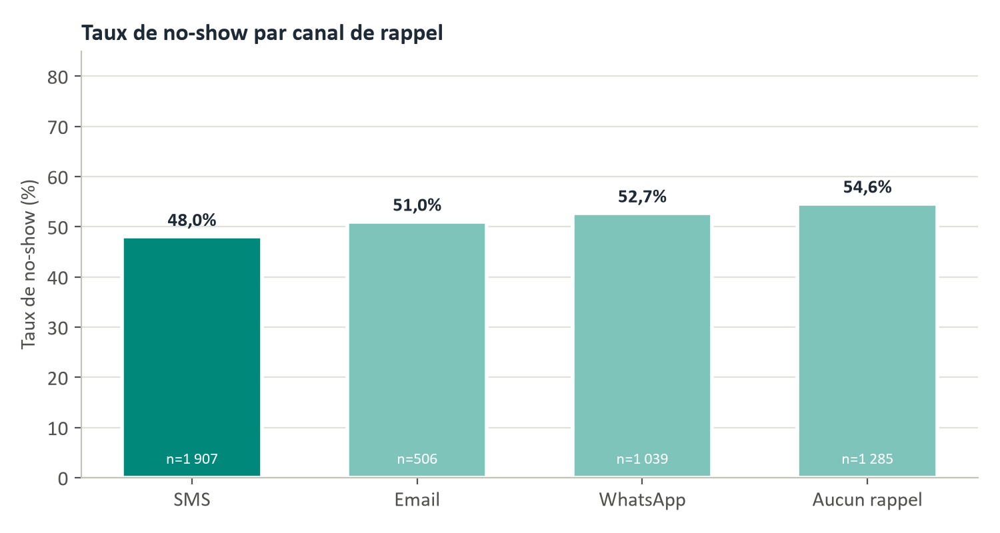 Taux de no-show par canal de rappel
Taux de no-show (%)
80
70
60
50
40
30
20
10
0
48,0%
51,0%
52,7%
54,6%
n=1 907
n=506
n=1 039
n=1 285
SMS
Email
WhatsApp
Aucun rappel